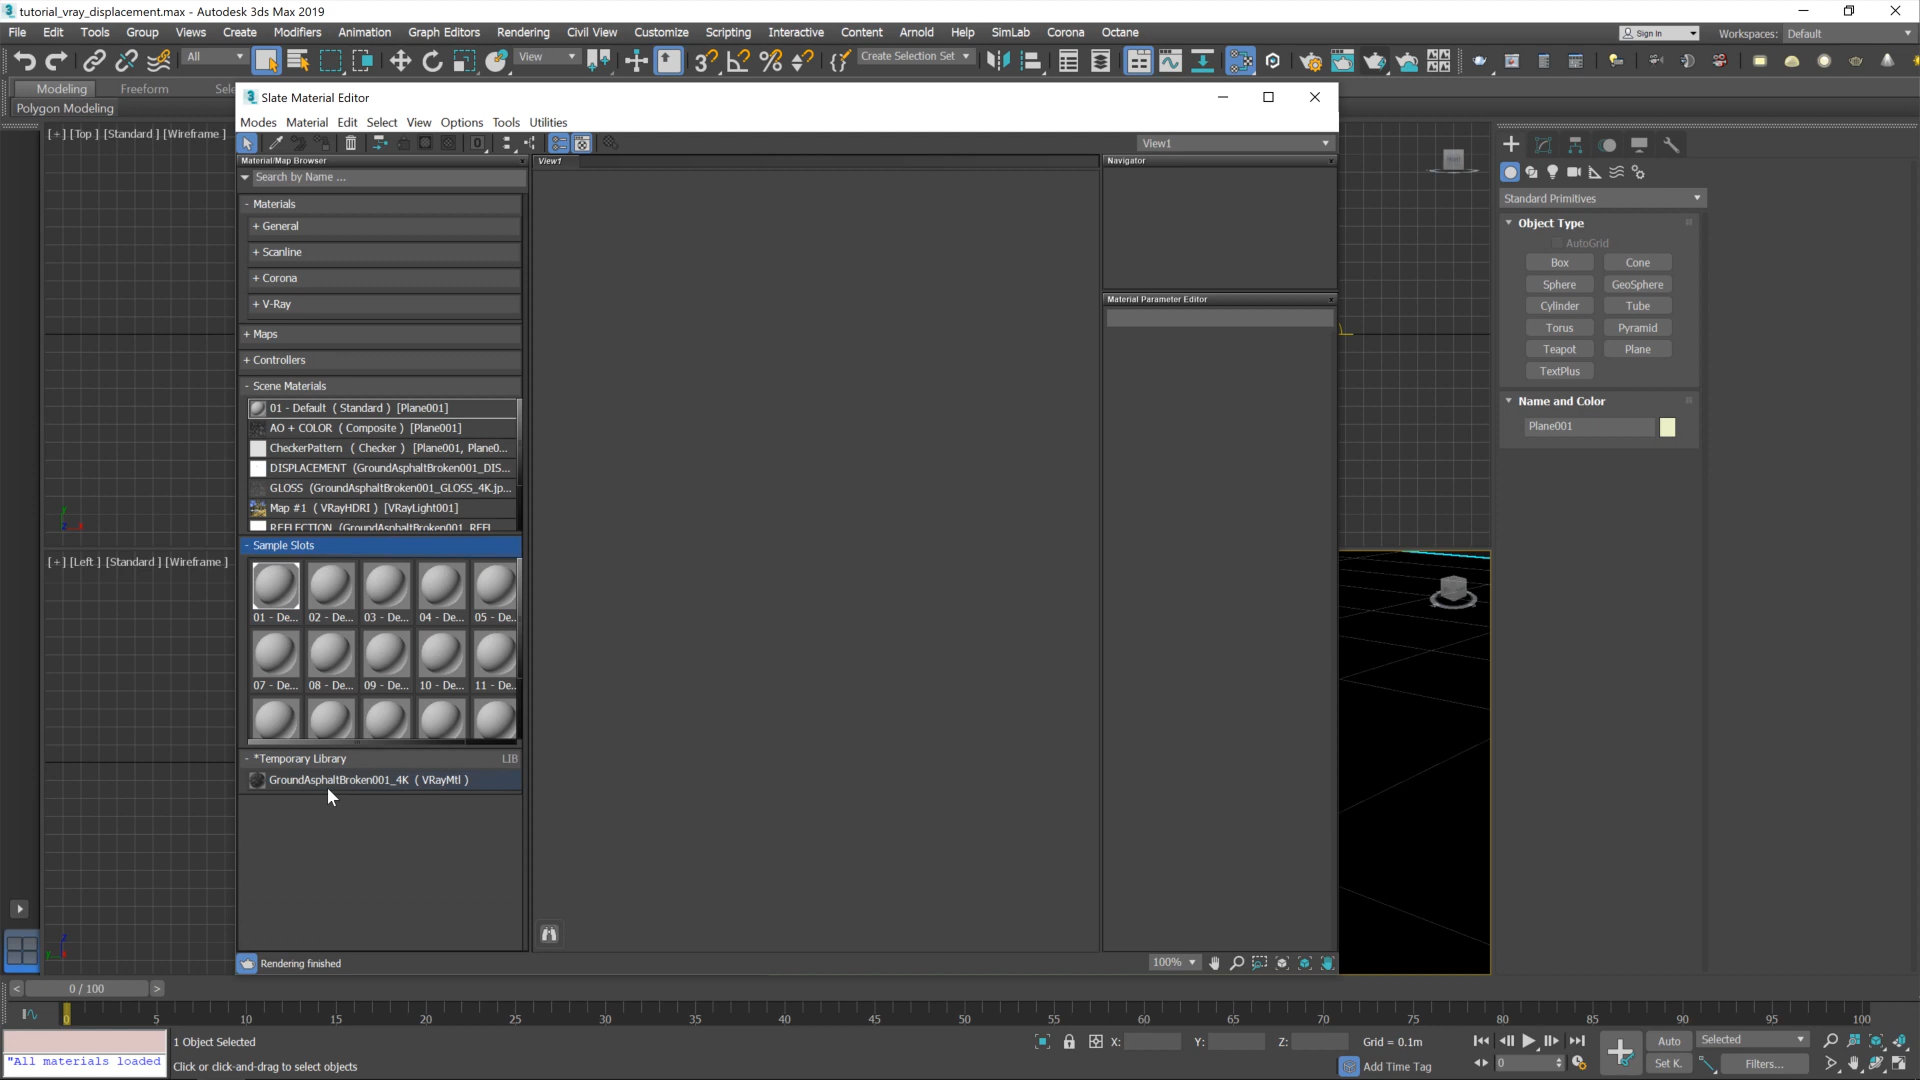 tutorial_vray_displacement.max - Autodesk 3ds Max 2019
File Edit Tools Group Views Create Modifiers Animation Graph Editors Rendering Civil View Customize Scripting Interactive Content Arnold Help SimLab Corona Octane
Sign In
Workspaces: Default
All
View
Create Selection Set
Modeling Freeform Sele
Polygon Modeling
[+] [Top ] [Standard ] [Wireframe ]
Slate Material Editor
Modes Material Edit Select View Options Tools Utilities
View1
Material/Map Browser
Search by Name ...
View1
Navigator
- Materials
+ General
+ Scanline
+ Corona
+ V-Ray
+ Maps
+ Controllers
- Scene Materials
01 - Default ( Standard ) [Plane001]
AO + COLOR ( Composite ) [Plane001]
CheckerPattern ( Checker ) [Plane001, Plane0...
DISPLACEMENT (GroundAsphaltBroken001_DIS...
GLOSS (GroundAsphaltBroken001_GLOSS_4K.jp...
Map #1 ( VRayHDRI ) [VRayLight001]
REFLECTION (GroundAsphaltBroken001_REFL
- Sample Slots
01 - De... 02 - De... 03 - De... 04 - De... 05 - De...
07 - De... 08 - De... 09 - De... 10 - De... 11 - De...
- *Temporary Library LIB
GroundAsphaltBroken001_4K ( VRayMtl )
Material Parameter Editor
Rendering finished
100%
[+] [Left ] [Standard ] [Wireframe ]
Standard Primitives
Object Type
AutoGrid
Box Cone
Sphere GeoSphere
Cylinder Tube
Torus Pyramid
Teapot Plane
TextPlus
Name and Color
Plane001
< 0 / 100 >
0 5 10 15 20 25 30 35 40 45 50 55 60 65 70 75 80 85 90 95 100
"All materials loaded
1 Object Selected
Click or click-and-drag to select objects
X: Y: Z: Grid = 0.1m
Add Time Tag
0
Auto Selected
Set K. Filters...